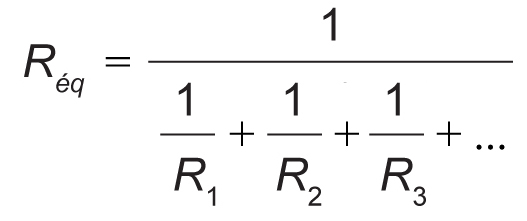 R_éq = 1 / (1/R_1 + 1/R_2 + 1/R_3 + ...)